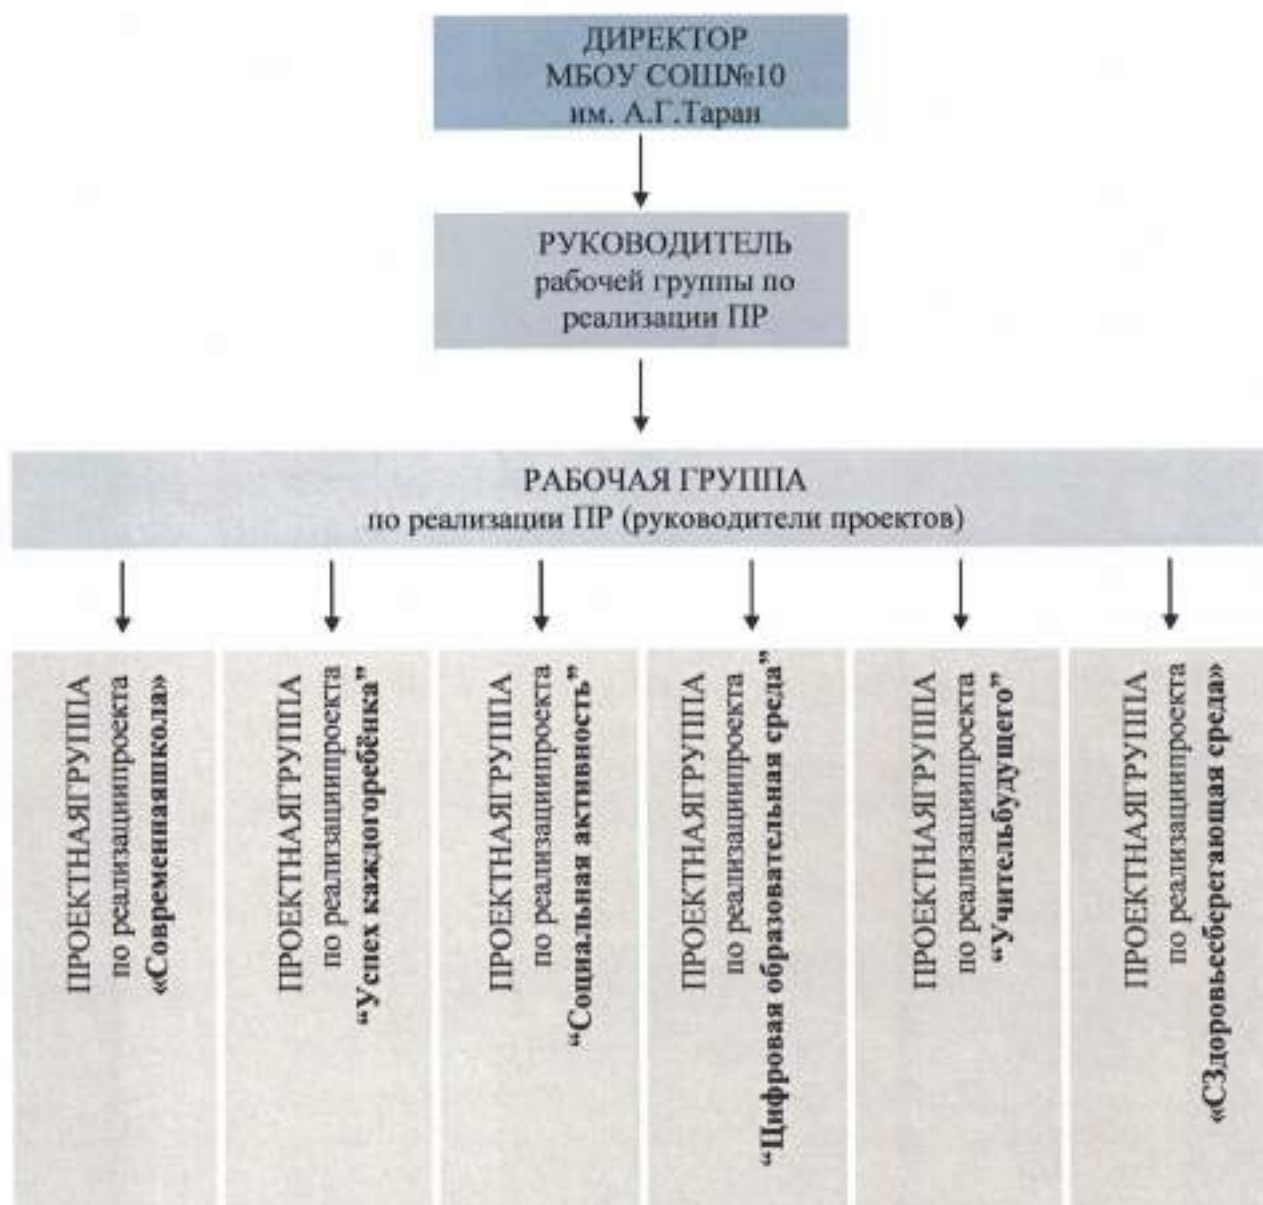 ДИРЕКТОР
МБОУ СОШ№10
им. А.Г.Таран
РУКОВОДИТЕЛЬ
рабочей группы по
реализации ПР
РАБОЧАЯ ГРУППА
по реализации ПР (руководители проектов)
ПРОЕКТНАЯГРУППА
по реализациипроекта
«Современнаяшкола»
ПРОЕКТНАЯГРУППА
по реализациипроекта
“Успех каждогоребёнка”
ПРОЕКТНАЯГРУППА
по реализациипроекта
“Социальная активность”
ПРОЕКТНАЯГРУППА
по реализациипроекта
“Цифровая образовательная среда”
ПРОЕКТНАЯГРУППА
по реализациипроекта
“Учительбудущего”
ПРОЕКТНАЯГРУППА
по реализациипроекта
«СЗдоровьесберегающая среда»